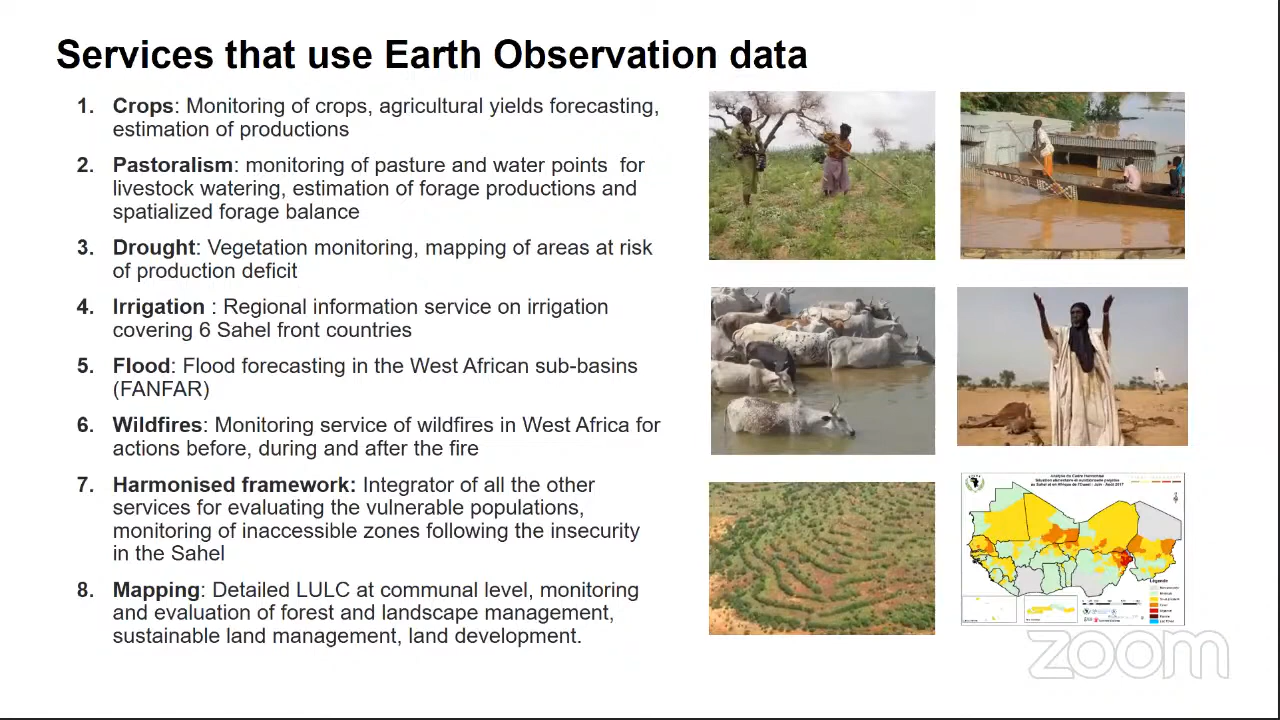 Services that use Earth Observation data
1. Crops: Monitoring of crops, agricultural yields forecasting,
estimation of productions
2. Pastoralism: monitoring of pasture and water points for
livestock watering, estimation of forage productions and
spatialized forage balance
3. Drought: Vegetation monitoring, mapping of areas at risk
of production deficit
4. Irrigation : Regional information service on irrigation
covering 6 Sahel front countries
5. Flood: Flood forecasting in the West African sub-basins
(FANFAR)
6. Wildfires: Monitoring service of wildfires in West Africa for
actions before, during and after the fire
7. Harmonised framework: Integrator of all the other
services for evaluating the vulnerable populations,
monitoring of inaccessible zones following the insecurity
in the Sahel
8. Mapping: Detailed LULC at communal level, monitoring
and evaluation of forest and landscape management,
sustainable land management, land development.
Légende
zoom